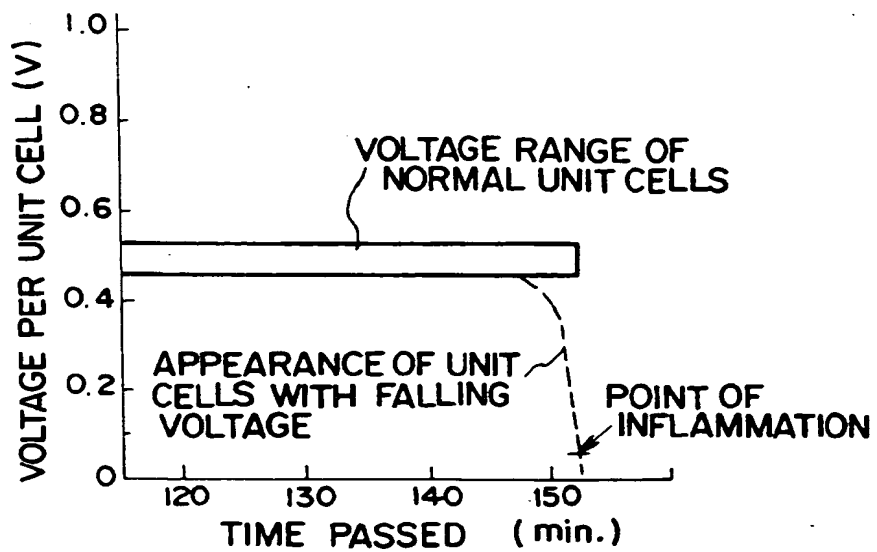 VOLTAGE PER UNIT CELL (V)
1.0
0.8
0.6
0.4
0.2
0
VOLTAGE RANGE OF
NORMAL UNIT CELLS
APPEARANCE OF UNIT
CELLS WITH FALLING
VOLTAGE
POINT OF
INFLAMMATION
120
130
140
150
TIME PASSED (min.)